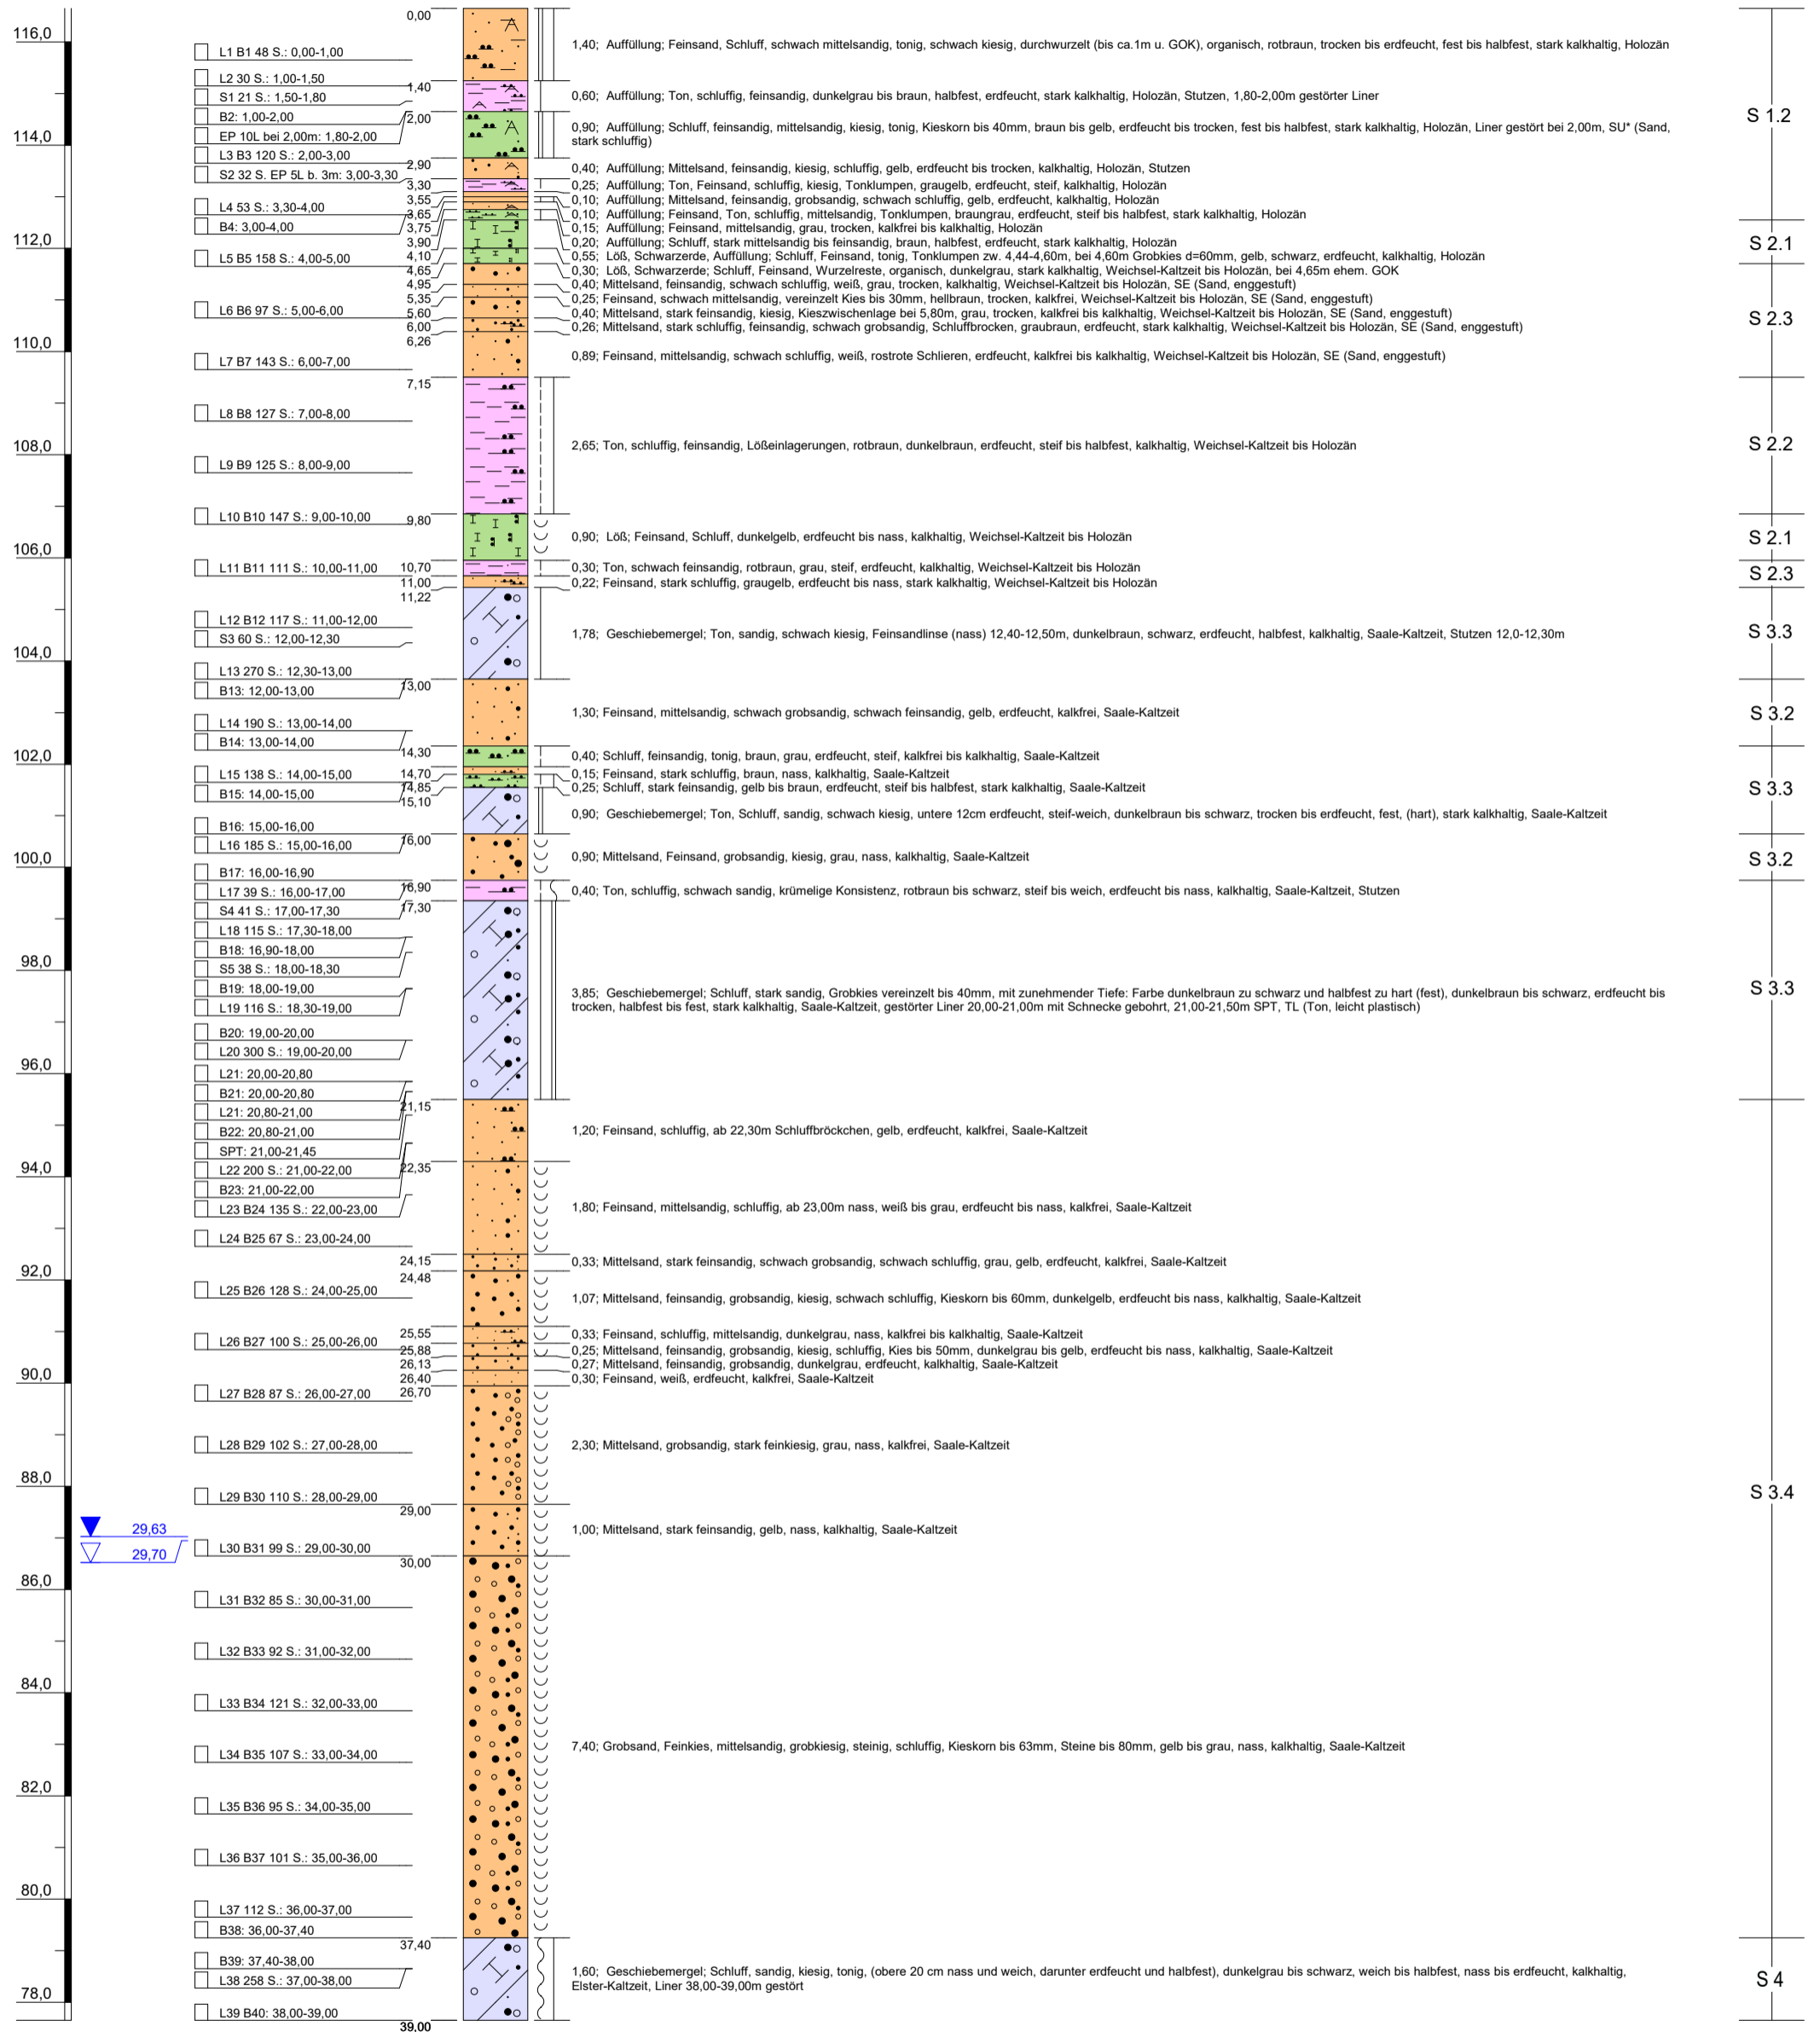 116,0
114,0
112,0
110,0
108,0
106,0
104,0
102,0
100,0
98,0
96,0
94,0
92,0
90,0
88,0
86,0
84,0
82,0
80,0
78,0
29,63
29,70
L1 B1 48 S.: 0,00-1,00
L2 30 S.: 1,00-1,50
S1 21 S.: 1,50-1,80
B2: 1,00-2,00
EP 10L bei 2,00m: 1,80-2,00
L3 B3 120 S.: 2,00-3,00
S2 32 S. EP 5L b. 3m: 3,00-3,30
L4 53 S.: 3,30-4,00
B4: 3,00-4,00
L5 B5 158 S.: 4,00-5,00
L6 B6 97 S.: 5,00-6,00
L7 B7 143 S.: 6,00-7,00
L8 B8 127 S.: 7,00-8,00
L9 B9 125 S.: 8,00-9,00
L10 B10 147 S.: 9,00-10,00
L11 B11 111 S.: 10,00-11,00
L12 B12 117 S.: 11,00-12,00
S3 60 S.: 12,00-12,30
L13 270 S.: 12,30-13,00
B13: 12,00-13,00
L14 190 S.: 13,00-14,00
B14: 13,00-14,00
L15 138 S.: 14,00-15,00
B15: 14,00-15,00
B16: 15,00-16,00
L16 185 S.: 15,00-16,00
B17: 16,00-16,90
L17 39 S.: 16,00-17,00
S4 41 S.: 17,00-17,30
L18 115 S.: 17,30-18,00
B18: 16,90-18,00
S5 38 S.: 18,00-18,30
B19: 18,00-19,00
L19 116 S.: 18,30-19,00
B20: 19,00-20,00
L20 300 S.: 19,00-20,00
L21: 20,00-20,80
B21: 20,00-20,80
L21: 20,80-21,00
B22: 20,80-21,00
SPT: 21,00-21,45
L22 200 S.: 21,00-22,00
B23: 21,00-22,00
L23 B24 135 S.: 22,00-23,00
L24 B25 67 S.: 23,00-24,00
L25 B26 128 S.: 24,00-25,00
L26 B27 100 S.: 25,00-26,00
L27 B28 87 S.: 26,00-27,00
L28 B29 102 S.: 27,00-28,00
L29 B30 110 S.: 28,00-29,00
L30 B31 99 S.: 29,00-30,00
L31 B32 85 S.: 30,00-31,00
L32 B33 92 S.: 31,00-32,00
L33 B34 121 S.: 32,00-33,00
L34 B35 107 S.: 33,00-34,00
L35 B36 95 S.: 34,00-35,00
L36 B37 101 S.: 35,00-36,00
L37 112 S.: 36,00-37,00
B38: 36,00-37,40
B39: 37,40-38,00
L38 258 S.: 37,00-38,00
L39 B40: 38,00-39,00
0,00
1,40
2,00
2,90
3,30
3,55
3,65
3,75
3,90
4,10
4,65
4,95
5,35
5,60
6,00
6,26
7,15
9,80
10,70
11,00
11,22
13,00
14,30
14,70
14,85
15,10
16,00
16,90
17,30
21,15
22,35
24,15
24,48
25,55
25,88
26,13
26,40
26,70
29,00
30,00
37,40
39,00
1,40; Auffüllung; Feinsand, Schluff, schwach mittelsandig, tonig, schwach kiesig, durchwurzelt (bis ca.1m u. GOK), organisch, rotbraun, trocken bis erdfeucht, fest bis halbfest, stark kalkhaltig, Holozän
0,60; Auffüllung; Ton, schluffig, feinsandig, dunkelgrau bis braun, halbfest, erdfeucht, stark kalkhaltig, Holozän, Stutzen, 1,80-2,00m gestörter Liner
0,90; Auffüllung; Schluff, feinsandig, mittelsandig, kiesig, tonig, Kieskorn bis 40mm, braun bis gelb, erdfeucht bis trocken, fest bis halbfest, stark kalkhaltig, Holozän, Liner gestört bei 2,00m, SU* (Sand,
stark schluffig)
0,40; Auffüllung; Mittelsand, feinsandig, kiesig, schluffig, gelb, erdfeucht bis trocken, kalkhaltig, Holozän, Stutzen
0,25; Auffüllung; Ton, Feinsand, schluffig, kiesig, Tonklumpen, graugelb, erdfeucht, steif, kalkhaltig, Holozän
0,10; Auffüllung; Mittelsand, feinsandig, grobsandig, schwach schluffig, gelb, erdfeucht, kalkhaltig, Holozän
0,10; Auffüllung; Feinsand, Ton, schluffig, mittelsandig, Tonklumpen, braungrau, erdfeucht, steif bis halbfest, stark kalkhaltig, Holozän
0,15; Auffüllung; Feinsand, mittelsandig, grau, trocken, kalkfrei bis kalkhaltig, Holozän
0,20; Auffüllung; Schluff, stark mittelsandig bis feinsandig, braun, halbfest, erdfeucht, stark kalkhaltig, Holozän
0,55; Löß, Schwarzerde, Auffüllung; Schluff, Feinsand, tonig, Tonklumpen zw. 4,44-4,60m, bei 4,60m Grobkies d=60mm, gelb, schwarz, erdfeucht, kalkhaltig, Holozän
0,30; Löß, Schwarzerde; Schluff, Feinsand, Wurzelreste, organisch, dunkelgrau, stark kalkhaltig, Weichsel-Kaltzeit bis Holozän, bei 4,65m ehem. GOK
0,40; Mittelsand, feinsandig, schwach schluffig, weiß, grau, trocken, kalkhaltig, Weichsel-Kaltzeit bis Holozän, SE (Sand, enggestuft)
0,25; Feinsand, schwach mittsandig, vereinzelt Kies bis 30mm, hellbraun, trocken, kalkfrei, Weichsel-Kaltzeit bis Holozän, SE (Sand, enggestuft)
0,40; Mittelsand, stark feinsandig, kiesig, Kieszwischenlage bei 5,80m, grau, trocken, kalkfrei bis kalkhaltig, Weichsel-Kaltzeit bis Holozän, SE (Sand, enggestuft)
0,26; Mittelsand, stark schluffig, feinsandig, schwach grobsandig, Schluffbrocken, graubraun, erdfeucht, stark kalkhaltig, Weichsel-Kaltzeit bis Holozän, SE (Sand, enggestuft)
0,89; Feinsand, mittelsandig, schwach schluffig, weiß, rostrote Schlieren, erdfeucht, kalkfrei bis kalkhaltig, Weichsel-Kaltzeit bis Holozän, SE (Sand, enggestuft)
2,65; Ton, schluffig, feinsandig, Lößeinlagerungen, rotbraun, dunkelbraun, erdfeucht, steif bis halbfest, kalkhaltig, Weichsel-Kaltzeit bis Holozän
0,90; Löß; Feinsand, Schluff, dunkelgelb, erdfeucht bis nass, kalkhaltig, Weichsel-Kaltzeit bis Holozän
0,30; Ton, schwach feinsandig, rotbraun, grau, steif, erdfeucht, kalkhaltig, Weichsel-Kaltzeit bis Holozän
0,22; Feinsand, stark schluffig, graugelb, erdfeucht bis nass, stark kalkhaltig, Weichsel-Kaltzeit bis Holozän
1,78; Geschiebemergel; Ton, sandig, schwach kiesig, Feinsandlinse (nass) 12,40-12,50m, dunkelbraun, schwarz, erdfeucht, halbfest, kalkhaltig, Saale-Kaltzeit, Stutzen 12,0-12,30m
1,30; Feinsand, mittelsandig, schwach grobsandig, schwach feinsandig, gelb, erdfeucht, kalkfrei, Saale-Kaltzeit
0,40; Schluff, feinsandig, tonig, braun, grau, erdfeucht, steif, kalkfrei bis kalkhaltig, Saale-Kaltzeit
0,15; Feinsand, stark schluffig, braun, nass, kalkhaltig, Saale-Kaltzeit
0,25; Schluff, stark feinsandig, gelb bis braun, erdfeucht, steif bis halbfest, stark kalkhaltig, Saale-Kaltzeit
0,90; Geschiebemergel; Ton, Schluff, sandig, schwach kiesig, untere 12cm erdfeucht, steif-weich, dunkelbraun bis schwarz, trocken bis erdfeucht, fest, (hart), stark kalkhaltig, Saale-Kaltzeit
0,90; Mittelsand, Feinsand, grobsandig, kiesig, grau, nass, kalkhaltig, Saale-Kaltzeit
0,40; Ton, schluffig, schwach sandig, krümelige Konsistenz, rotbraun bis schwarz, steif bis weich, erdfeucht bis nass, kalkhaltig, Saale-Kaltzeit, Stutzen
3,85; Geschiebemergel; Schluff, stark sandig, Grobkies vereinzelt bis 40mm, mit zunehmender Tiefe: Farbe dunkelbraun zu schwarz und halbfest zu hart (fest), dunkelbraun bis schwarz, erdfeucht bis
trocken, halbfest bis fest, stark kalkhaltig, Saale-Kaltzeit, gestörter Liner 20,00-21,00m mit Schnecke gebohrt, 21,00-21,50m SPT, TL (Ton, leicht plastisch)
1,20; Feinsand, schluffig, ab 22,30m Schluffbröckchen, gelb, erdfeucht, kalkfrei, Saale-Kaltzeit
1,80; Feinsand, mittelsandig, schluffig, ab 23,00m nass, weiß bis grau, erdfeucht bis nass, kalkfrei, Saale-Kaltzeit
0,33; Mittelsand, stark feinsandig, schwach grobsandig, schwach schluffig, grau, gelb, erdfeucht, kalkfrei, Saale-Kaltzeit
1,07; Mittelsand, feinsandig, grobsandig, kiesig, schwach schluffig, Kieskorn bis 60mm, dunkelgelb, erdfeucht bis nass, kalkhaltig, Saale-Kaltzeit
0,33; Feinsand, schluffig, mittelsandig, dunkelgrau, nass, kalkfrei bis kalkhaltig, Saale-Kaltzeit
0,25; Mittelsand, feinsandig, grobsandig, kiesig, schluffig, Kies bis 50mm, dunkelgrau bis gelb, erdfeucht bis nass, kalkhaltig, Saale-Kaltzeit
0,27; Mittelsand, feinsandig, grobsandig, dunkelgrau, erdfeucht, kalkhaltig, Saale-Kaltzeit
0,30; Feinsand, weiß, erdfeucht, kalkfrei, Saale-Kaltzeit
2,30; Mittelsand, grobsandig, stark feinkiesig, grau, nass, kalkfrei, Saale-Kaltzeit
1,00; Mittelsand, stark feinsandig, gelb, nass, kalkhaltig, Saale-Kaltzeit
7,40; Grobsand, Feinkies, mittelsandig, grobkiesig, steinig, schluffig, Kieskorn bis 63mm, Steine bis 80mm, gelb bis grau, nass, kalkhaltig, Saale-Kaltzeit
1,60; Geschiebemergel; Schluff, sandig, kiesig, tonig, (obere 20 cm nass und weich, darunter erdfeucht und halbfest), dunkelgrau bis schwarz, weich bis halbfest, nass bis erdfeucht, kalkhaltig,
Elster-Kaltzeit, Liner 38,00-39,00m gestört
S 1.2
S 2.1
S 2.3
S 2.2
S 2.1
S 2.3
S 3.3
S 3.2
S 3.3
S 3.2
S 3.3
S 3.4
S 4